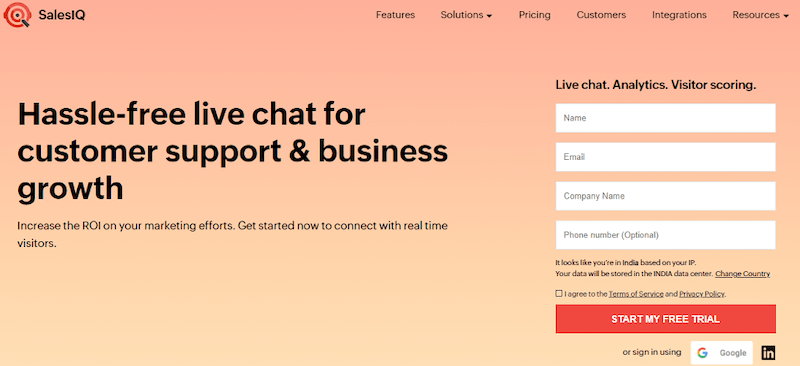 SalesIQ
Features Solutions Pricing Customers Integrations Resources
Hassle-free live chat for
customer support & business
growth
Increase the ROI on your marketing efforts. Get started now to connect with real time
visitors.
Live chat. Analytics. Visitor scoring.
Name
Email
Company Name
Phone number (Optional)
It looks like you're in India based on your IP.
Your data will be stored in the INDIA data center. Change Country
I agree to the Terms of Service and Privacy Policy.
START MY FREE TRIAL
or sign in using Google in